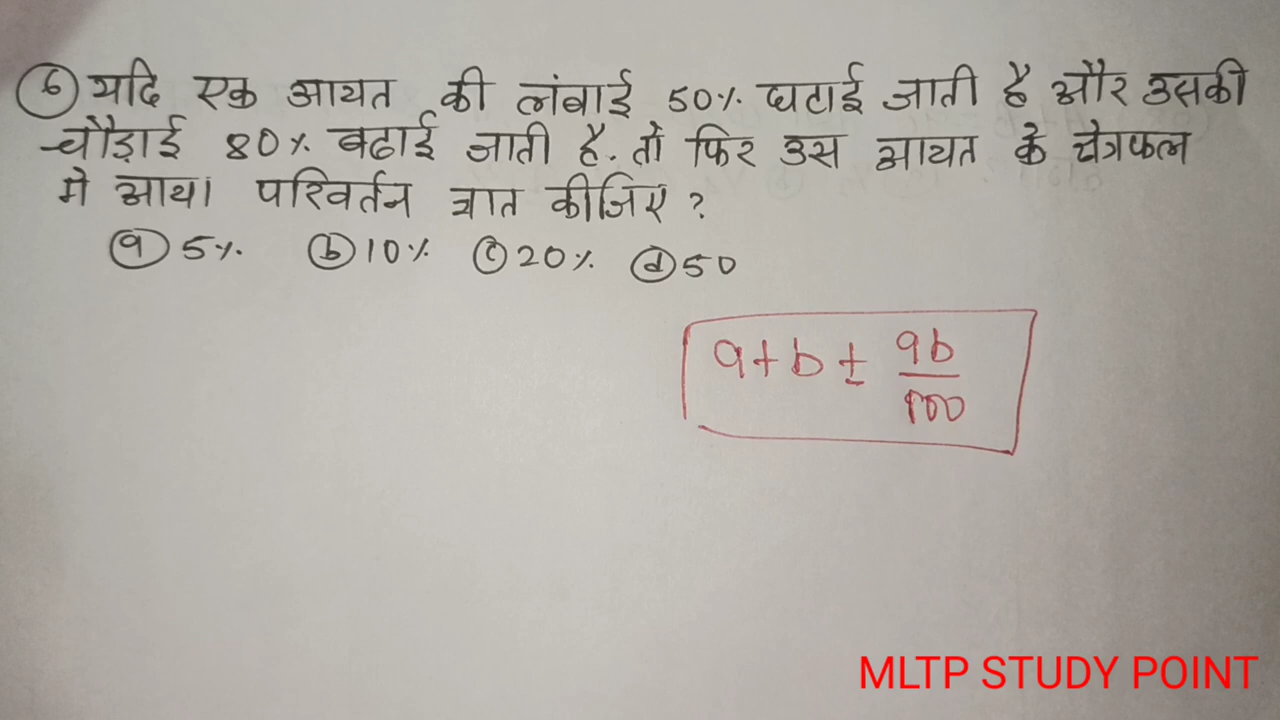 ⑥ यदि एक आयत की लंबाई 50%. घटाई जाती है और उसकी
चौड़ाई 80%. बढाई जाती है. तो फिर उस आयत के चेत्रफल
मे आया परिवर्तन त्रात कीजिए ?
ⓐ 5%. ⓑ 10% ⓒ 20% ⓓ 50
a + b ± ab/100
MLTP STUDY POINT